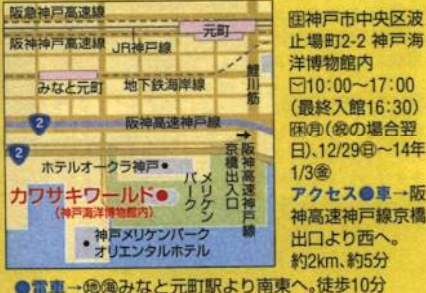 阪急神戸高速線
元町
阪神神戸高速線
JR神戸線
みなと元町
地下鉄海岸線
鯉川筋
2
阪神高速神戸線
2
ホテルオークラ神戸
メリケンパーク
阪神高速神戸線
京橋出入口
カワサキワールド
(神戸海洋博物館内)
神戸メリケンパーク
オリエンタルホテル
住神戸市中央区波
止場町2-2 神戸海
洋博物館内
10:00〜17:00
(最終入館16:30)
休月(祝の場合翌
日)、12/29日〜14年
1/3金
アクセス●車→阪
神高速神戸線京橋
出口より西へ。
約2km、約5分
●電車→地海みなと元町駅より南東へ。徒歩10分